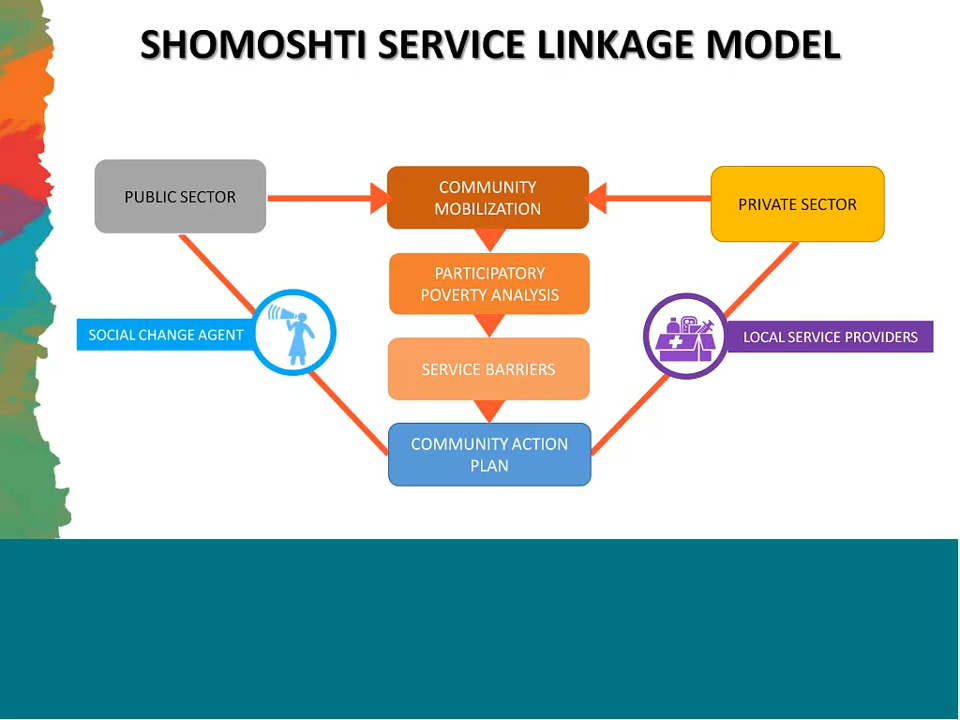 SHOMOSHTI SERVICE LINKAGE MODEL
PUBLIC SECTOR
COMMUNITY
MOBILIZATION
PRIVATE SECTOR
PARTICIPATORY
POVERTY ANALYSIS
SOCIAL CHANGE AGENT
LOCAL SERVICE PROVIDERS
SERVICE BARRIERS
COMMUNITY ACTION
PLAN